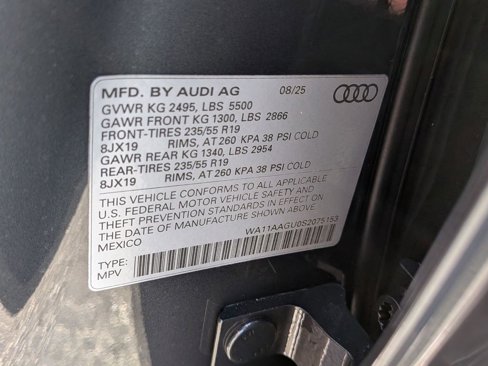 MFD. BY AUDI AG 08/25
GVWR KG 2495, LBS 5500
GAWR FRONT KG 1300, LBS 2866
FRONT-TIRES 235/55 R19
8JX19 RIMS, AT 260 KPA 38 PSI COLD
GAWR REAR KG 1340, LBS 2954
REAR-TIRES 235/55 R19
8JX19 RIMS, AT 260 KPA 38 PSI COLD
THIS VEHICLE CONFORMS TO ALL APPLICABLE
U.S. FEDERAL MOTOR VEHICLE SAFETY AND
THEFT PREVENTION STANDARDS IN EFFECT ON
THE DATE OF MANUFACTURE SHOWN ABOVE.
MEXICO
WA11AAGU0S2075153
TYPE:
MPV